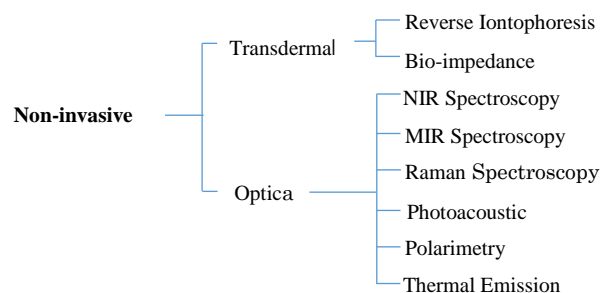 Reverse Iontophoresis
Transdermal
Bio-impedance
NIR Spectroscopy
Non-invasive
MIR Spectroscopy
Raman Spectroscopy
Optica
Photoacoustic
Polarimetry
Thermal Emission